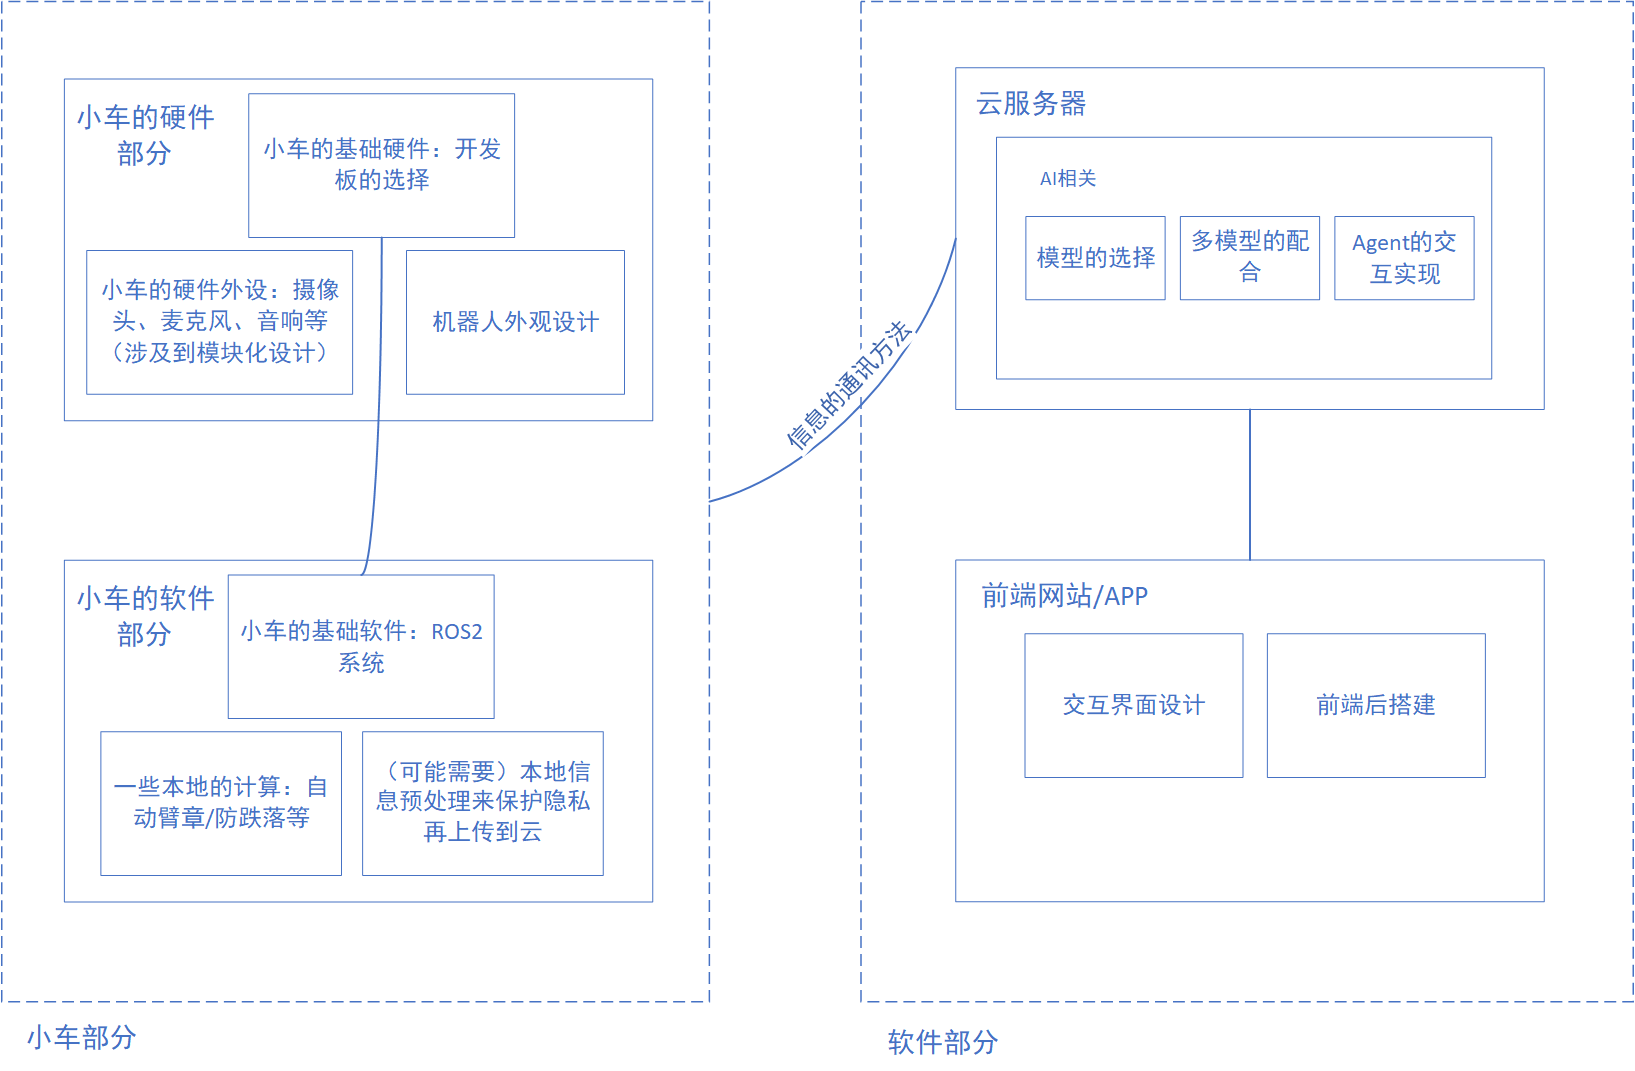 小车的硬件
部分
小车的基础硬件：开发
板的选择
小车的硬件外设：摄像
头、麦克风、音响等
（涉及到模块化设计）
机器人外观设计
小车的软件
部分
小车的基础软件：ROS2
系统
一些本地的计算：自
动臂章/防跌落等
（可能需要）本地信
息预处理来保护隐私
再上传到云
小车部分
信息的通讯方法
云服务器
AI相关
模型的选择
多模型的配
合
Agent的交
互实现
前端网站/APP
交互界面设计
前端后搭建
软件部分